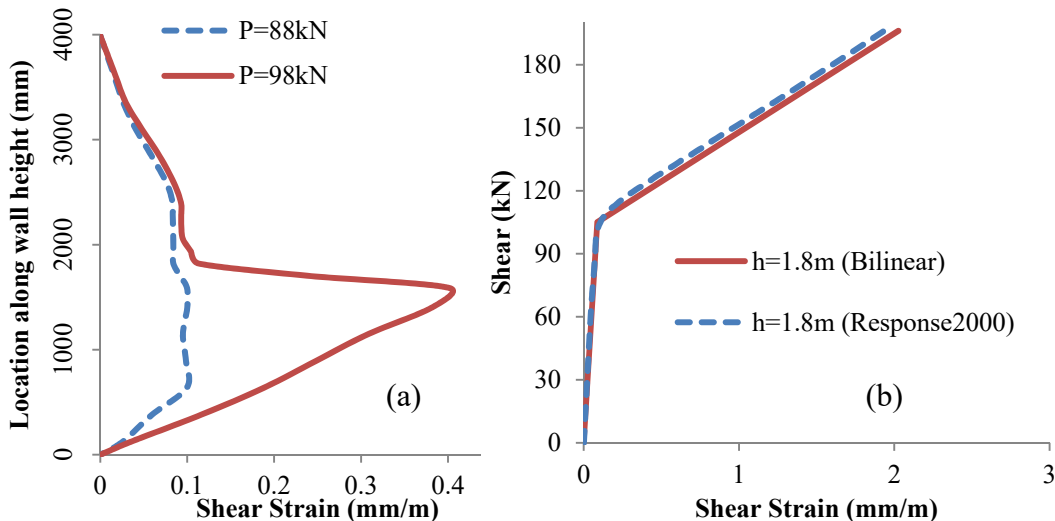 P=88kN
P=98kN
Location along wall height (mm)
4000
3000
2000
1000
0
0
0.1
0.2
0.3
0.4
Shear Strain (mm/m)
(a)
Shear (kN)
180
150
120
90
60
30
0
h=1.8m (Bilinear)
h=1.8m (Response2000)
(b)
0
1
2
3
Shear Strain (mm/m)